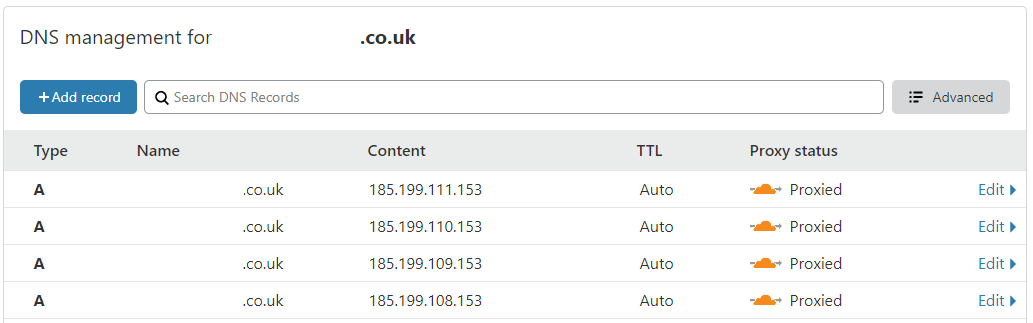 DNS management for .co.uk
+Add record Search DNS Records Advanced
Type Name Content TTL Proxy status
A .co.uk 185.199.111.153 Auto Proxied Edit
A .co.uk 185.199.110.153 Auto Proxied Edit
A .co.uk 185.199.109.153 Auto Proxied Edit
A .co.uk 185.199.108.153 Auto Proxied Edit